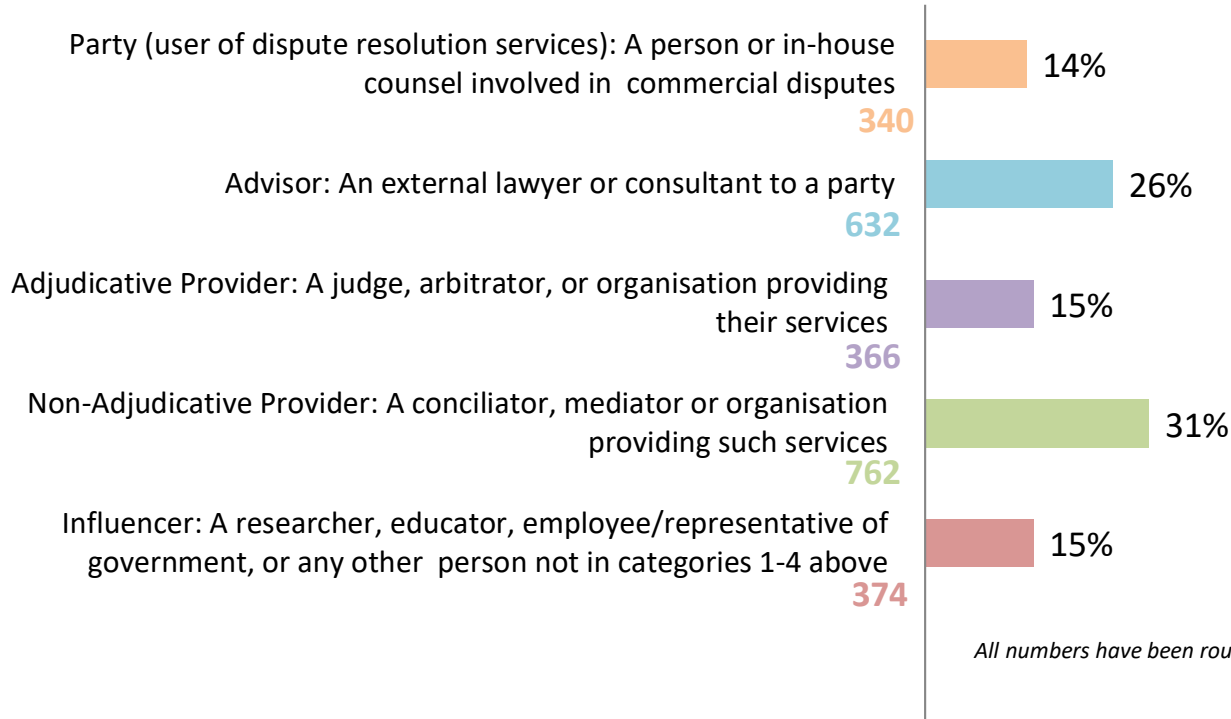 Party (user of dispute resolution services): A person or in-house
counsel involved in  commercial disputes
14%
340
Advisor: An external lawyer or consultant to a party
26%
632
Adjudicative Provider: A judge, arbitrator, or organisation providing
their services
15%
366
Non-Adjudicative Provider: A conciliator, mediator or organisation
providing such services
31%
762
Influencer: A researcher, educator, employee/representative of
government, or any other  person not in categories 1-4 above
15%
374
All numbers have been